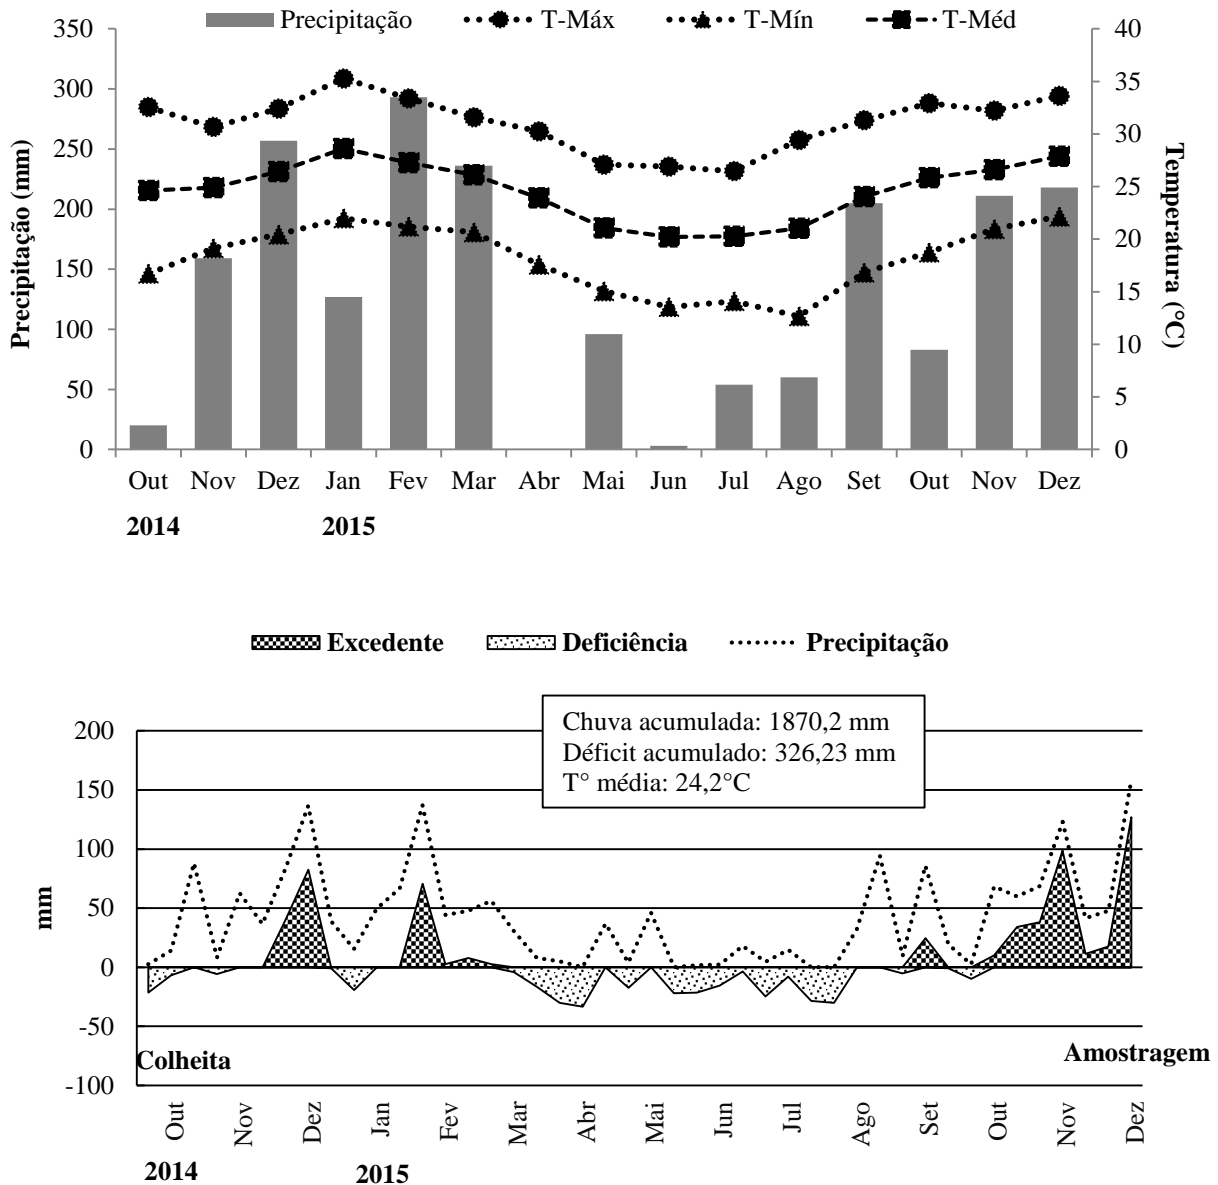 Precipitação T-Máx T-Mín T-Méd
350 300 250 200 150 100 50 0
Precipitação (mm)
40 35 30 25 20 15 10 5 0
Temperatura (°C)
Out Nov Dez Jan Fev Mar Abr Mai Jun Jul Ago Set Out Nov Dez
2014 2015
Excedente Deficiência Precipitação
Chuva acumulada: 1870,2 mm
Déficit acumulado: 326,23 mm
T° média: 24,2°C
200 150 100 50 0 -50 -100
mm
Colheita Amostragem
Out Nov Dez Jan Fev Mar Abr Mai Jun Jul Ago Set Out Nov Dez
2014 2015